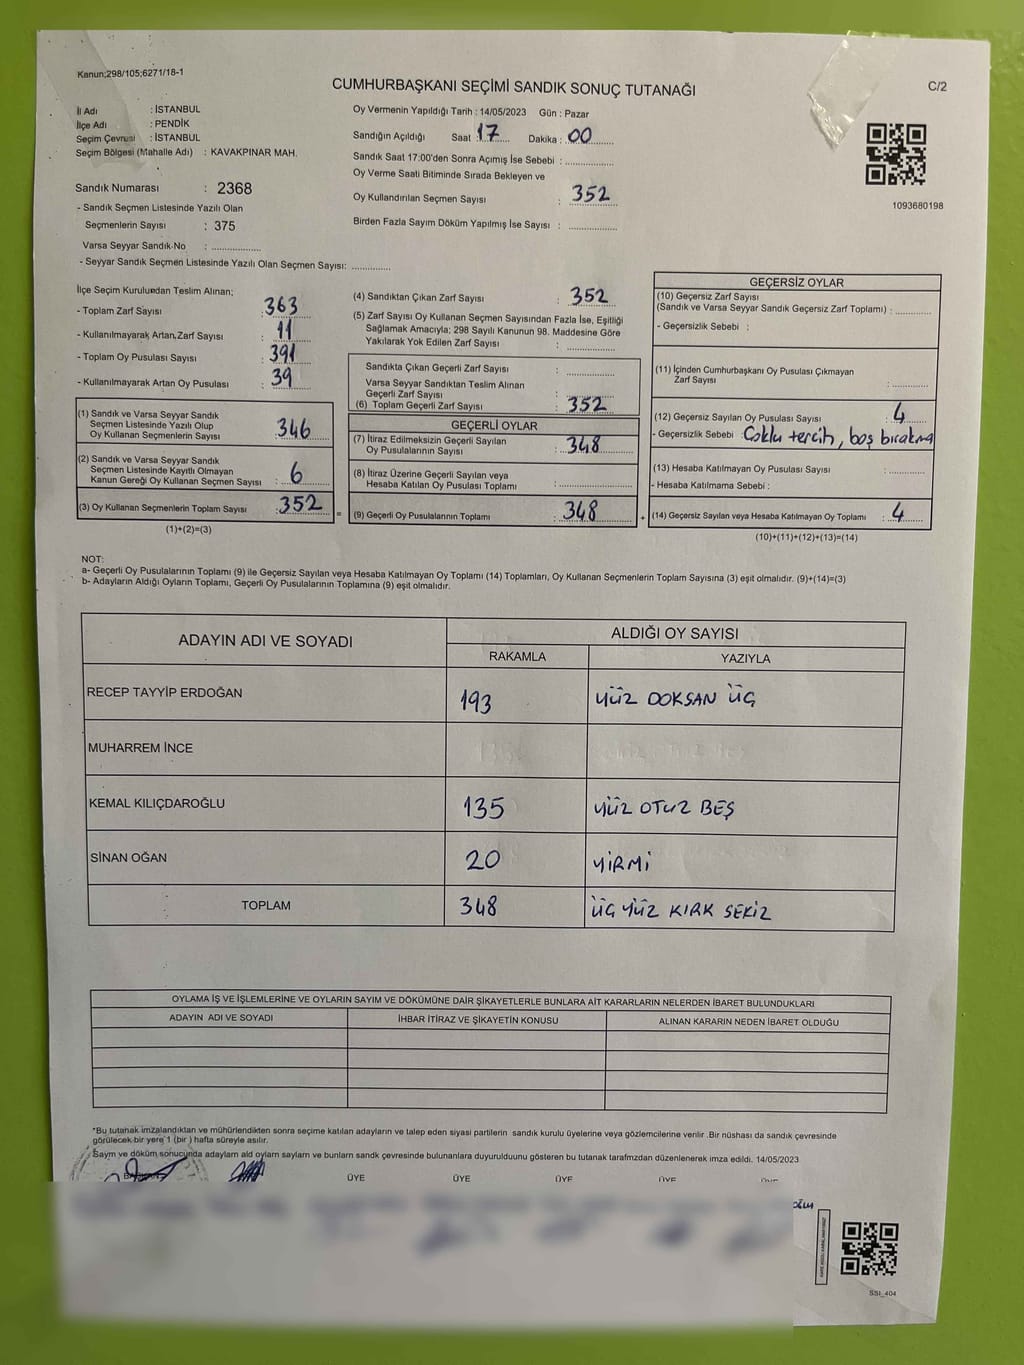 Kanun;298/105;6271/18-1
CUMHURBAŞKANI SEÇİMİ SANDIK SONUÇ TUTANAĞI
C/2
İl Adı : İSTANBUL
İlçe Adı : PENDİK
Seçim Çevresi : İSTANBUL
Seçim Bölgesi (Mahalle Adı) : KAVAKPINAR MAH.
Oy Vermenin Yapıldığı Tarih : 14/05/2023 Gün : Pazar
Sandığın Açıldığı Saat : 17 Dakika : 00
Sandık Saat 17:00'den Sonra Açımış İse Sebebi :
Oy Verme Saati Bitiminde Sırada Bekleyen ve
Oy Kullandırılan Seçmen Sayısı : 352
Birden Fazla Sayım Döküm Yapılmış İse Sayısı :
1093680198
Sandık Numarası : 2368
- Sandık Seçmen Listesinde Yazılı Olan
Seçmenlerin Sayısı : 375
Varsa Seyyar Sandık No :
- Seyyar Sandık Seçmen Listesinde Yazılı Olan Seçmen Sayısı:
İlçe Seçim Kurulundan Teslim Alınan;
- Toplam Zarf Sayısı : 363
- Kullanılmayarak Artan Zarf Sayısı : 11
- Toplam Oy Pusulası Sayısı : 391
- Kullanılmayarak Artan Oy Pusulası : 39
(1) Sandık ve Varsa Seyyar Sandık
Seçmen Listesinde Yazılı Olup
Oy Kullanan Seçmenlerin Sayısı : 346
(2) Sandık ve Varsa Seyyar Sandık
Seçmen Listesinde Kayıtlı Olmayan
Kanun Gereği Oy Kullanan Seçmen Sayısı : 6
(3) Oy Kullanan Seçmenlerin Toplam Sayısı : 352
(1)+(2)=(3)
(4) Sandıktan Çıkan Zarf Sayısı : 352
(5) Zarf Sayısı Oy Kullanan Seçmen Sayısından Fazla İse, Eşitliği
Sağlamak Amacıyla; 298 Sayılı Kanunun 98. Maddesine Göre
Yakılarak Yok Edilen Zarf Sayısı :
Sandıkta Çıkan Geçerli Zarf Sayısı :
Varsa Seyyar Sandıktan Teslim Alınan
Geçerli Zarf Sayısı :
(6) Toplam Geçerli Zarf Sayısı : 352
GEÇERLİ OYLAR
(7) İtiraz Edilmeksizin Geçerli Sayılan
Oy Pusulalarının Sayısı : 348
(8) İtiraz Üzerine Geçerli Sayılan veya
Hesaba Katılan Oy Pusulası Toplamı :
= (9) Geçerli Oy Pusulalarının Toplamı : 348
GEÇERSİZ OYLAR
(10) Geçersiz Zarf Sayısı
(Sandık ve Varsa Seyyar Sandık Geçersiz Zarf Toplamı) :
- Geçersizlik Sebebi :
(11) İçinden Cumhurbaşkanı Oy Pusulası Çıkmayan
Zarf Sayısı :
(12) Geçersiz Sayılan Oy Pusulası Sayısı : 4
- Geçersizlik Sebebi : Çoklu tercih, boş bırakma
(13) Hesaba Katılmayan Oy Pusulası Sayısı :
- Hesaba Katılmama Sebebi :
+ (14) Geçersiz Sayılan veya Hesaba Katılmayan Oy Toplamı : 4
(10)+(11)+(12)+(13)=(14)
NOT:
a- Geçerli Oy Pusulalarının Toplamı (9) ile Geçersiz Sayılan veya Hesaba Katılmayan Oy Toplamı (14) Toplamları, Oy Kullanan Seçmenlerin Toplam Sayısına (3) eşit olmalıdır. (9)+(14)=(3)
b- Adayların Aldığı Oyların Toplamı, Geçerli Oy Pusulalarının Toplamına (9) eşit olmalıdır.
ADAYIN ADI VE SOYADI
ALDIĞI OY SAYISI
RAKAMLA YAZIYLA
RECEP TAYYİP ERDOĞAN 193 YÜZ DOKSAN ÜÇ
MUHARREM İNCE
KEMAL KILIÇDAROĞLU 135 YÜZ OTUZ BEŞ
SİNAN OĞAN 20 YİRMİ
TOPLAM 348 ÜÇ YÜZ KIRK SEKİZ
OYLAMA İŞ VE İŞLEMLERİNE VE OYLARIN SAYIM VE DÖKÜMÜNE DAİR ŞİKAYETLERLE BUNLARA AİT KARARLARIN NELERDEN İBARET BULUNDUKLARI
ADAYIN ADI VE SOYADI İHBAR İTİRAZ VE ŞİKAYETİN KONUSU ALINAN KARARIN NEDEN İBARET OLDUĞU
*Bu tutanak imzalandıktan ve mühürlendikten sonra seçime katılan adayların ve talep eden siyasi partilerin sandık kurulu üyelerine veya gözlemcilerine verilir .Bir nüshası da sandık çevresinde
görülecek bir yere 1 (bir ) hafta süreyle asılır.
Saym ve döküm sonucunda adaylarm ald oylarm saylarm ve bunlarm sandk çevresinde bulunanlara duyurulduunu gösteren bu tutanak tarafmzdan düzenlenerek imza edildi. 14/05/2023
ÜYE ÜYE ÜYE ÜYE
SSI_404